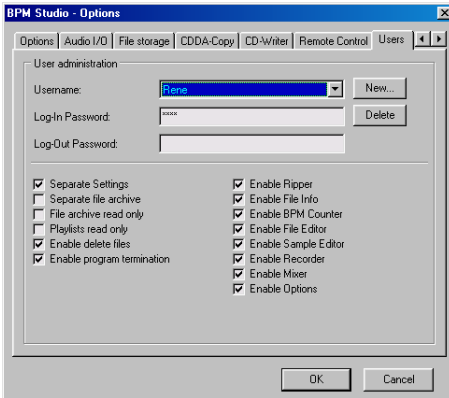 BPM Studio - Options
Options Audio I/O File storage CDDA-Copy CD-Writer Remote Control Users
User administration
Username: Rene New...
Log-In Password: **** Delete
Log-Out Password:
Separate Settings Enable Ripper
Separate file archive Enable File Info
File archive read only Enable BPM Counter
Playlists read only Enable File Editor
Enable delete files Enable Sample Editor
Enable program termination Enable Recorder
Enable Mixer
Enable Options
OK Cancel